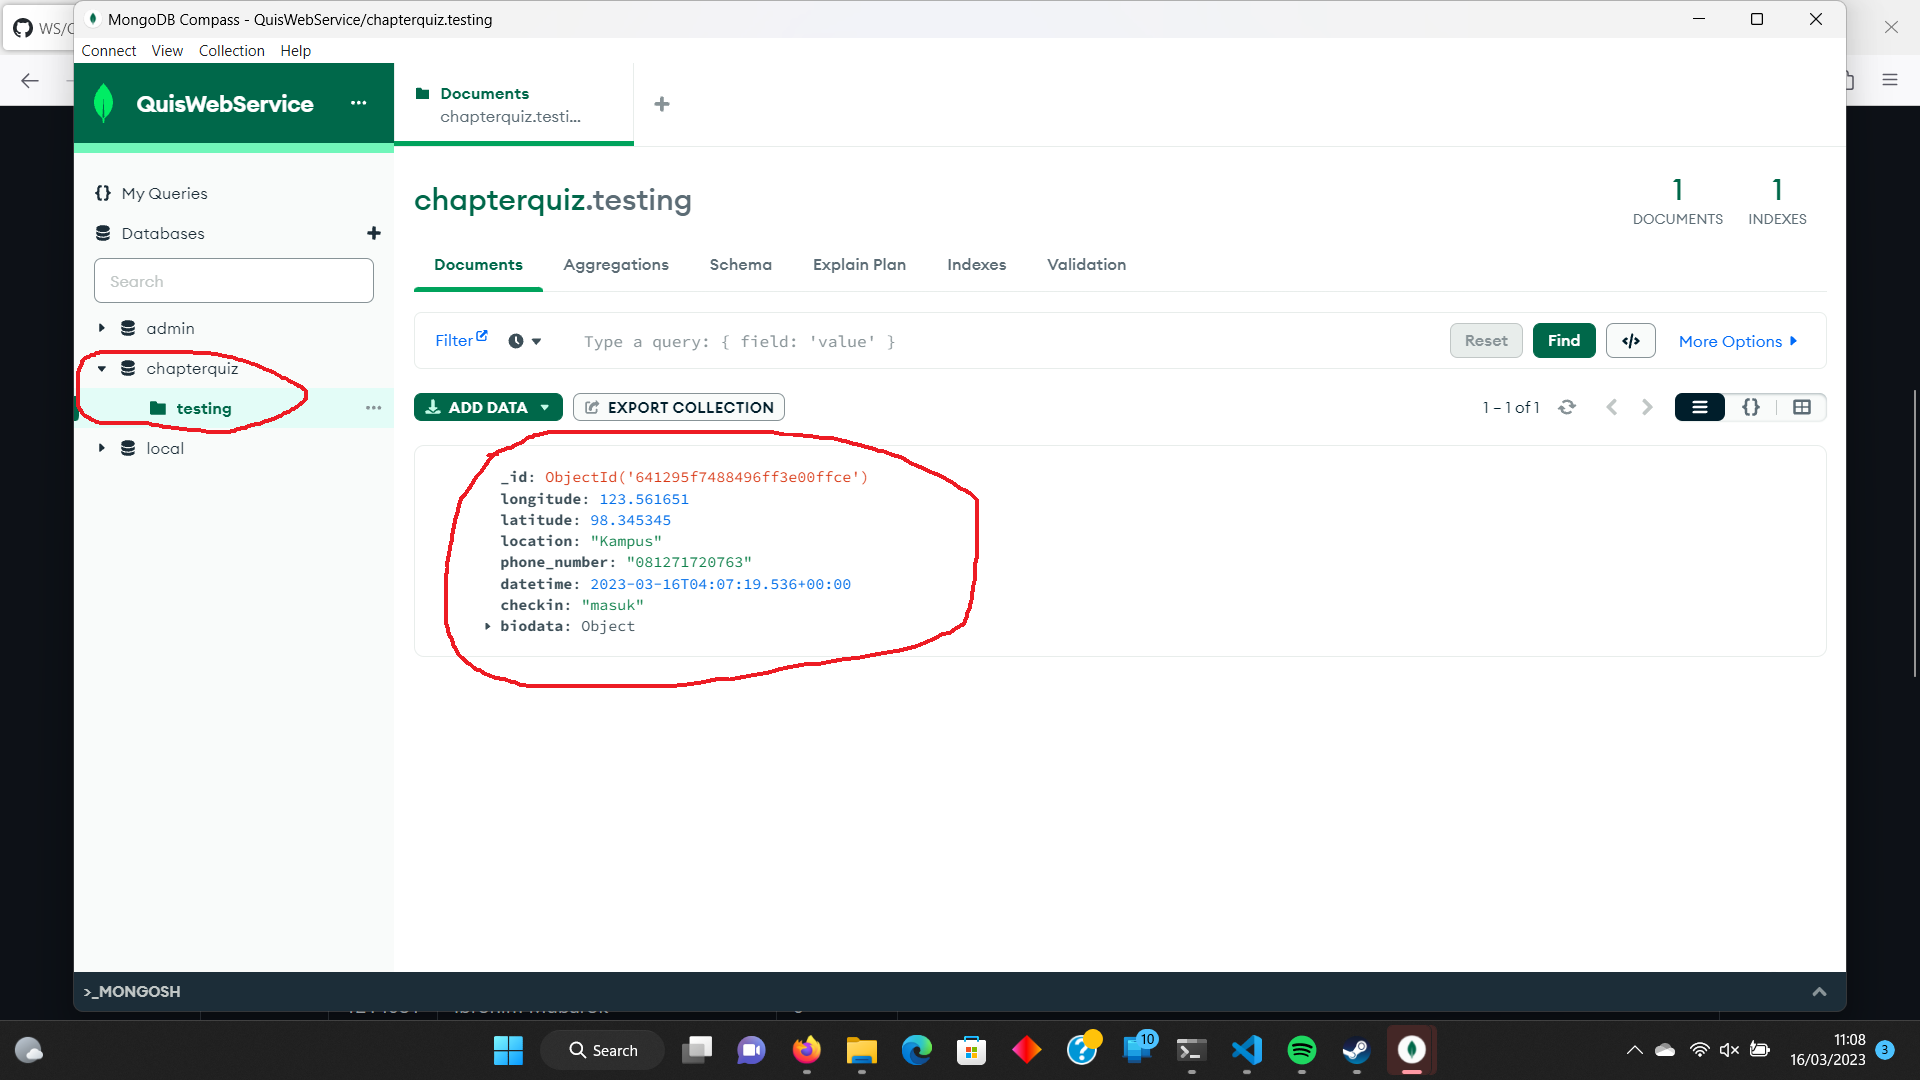 WS/
MongoDB Compass - QuisWebService/chapterquiz.testing
Connect View Collection Help
QuisWebService ...
Documents
chapterquiz.testi...
{} My Queries
Databases
Search
admin
chapterquiz
testing
local
chapterquiz.testing
1
DOCUMENTS
1
INDEXES
Documents Aggregations Schema Explain Plan Indexes Validation
Filter Type a query: { field: 'value' } Reset Find </> More Options
ADD DATA EXPORT COLLECTION 1 – 1 of 1 {}
_id: ObjectId('641295f7488496ff3e00ffce')
longitude: 123.561651
latitude: 98.345345
location: "Kampus"
phone_number: "081271720763"
datetime: 2023-03-16T04:07:19.536+00:00
checkin: "masuk"
biodata: Object
>_MONGOSH
Search
10
11:08
16/03/2023
3